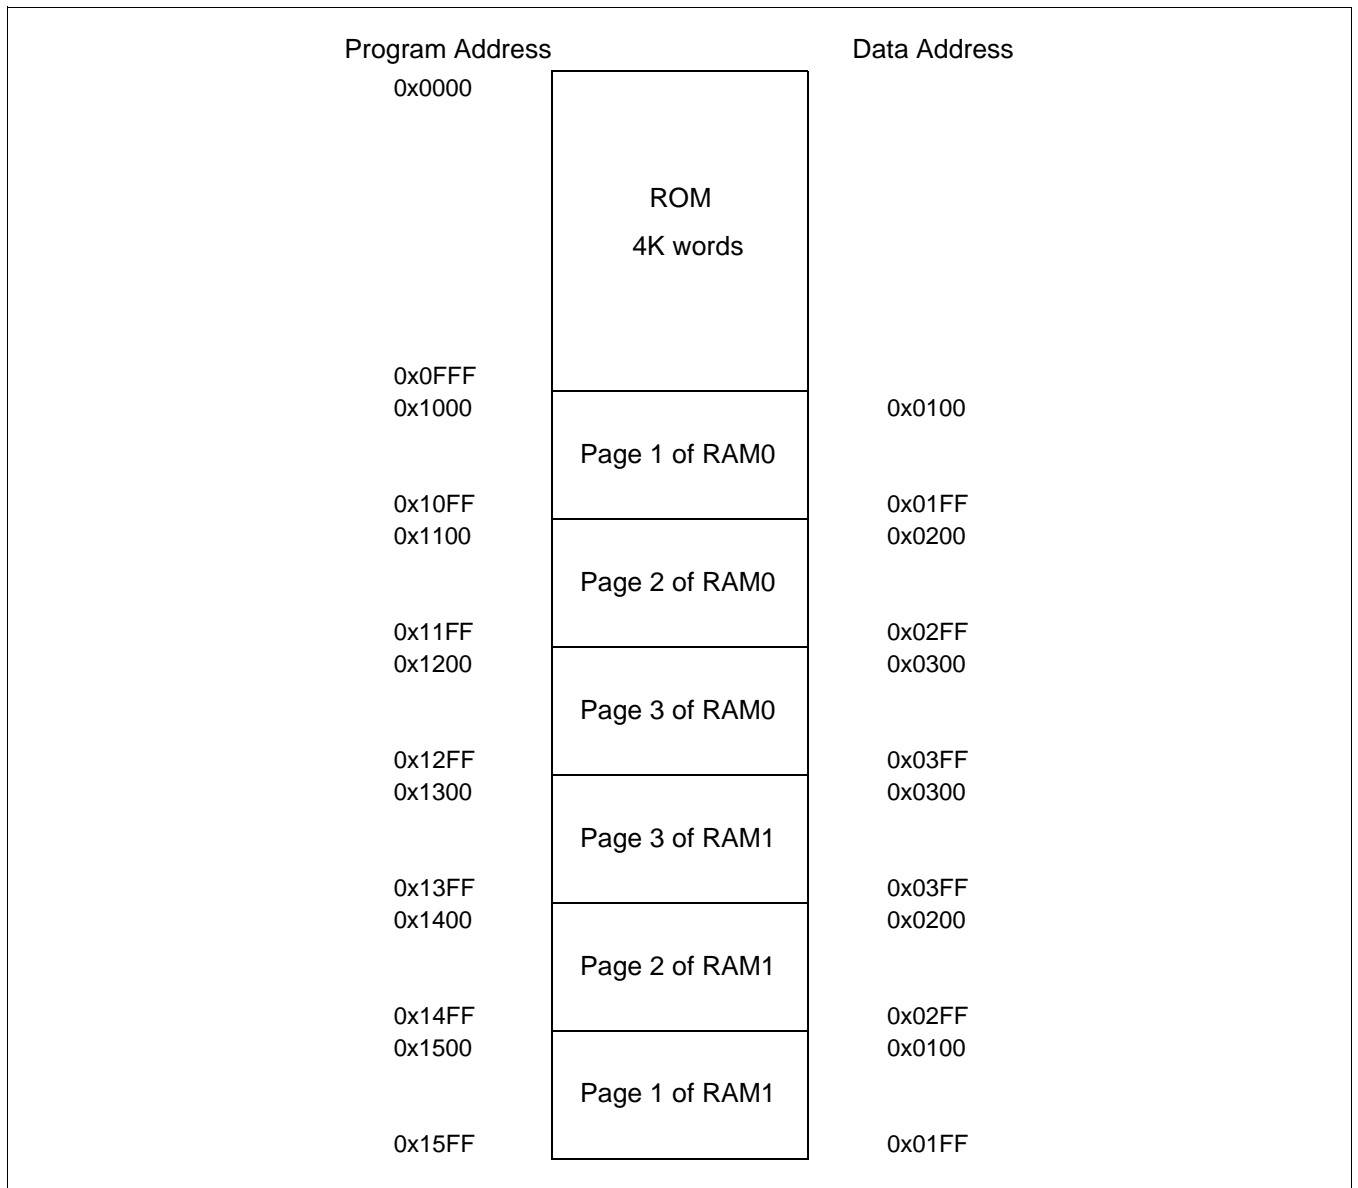 Program Address Data Address
0x0000
ROM
4K words
0x0FFF
0x1000 0x0100
Page 1 of RAM0
0x10FF 0x01FF
0x1100 0x0200
Page 2 of RAM0
0x11FF 0x02FF
0x1200 0x0300
Page 3 of RAM0
0x12FF 0x03FF
0x1300 0x0300
Page 3 of RAM1
0x13FF 0x03FF
0x1400 0x0200
Page 2 of RAM1
0x14FF 0x02FF
0x1500 0x0100
Page 1 of RAM1
0x15FF 0x01FF